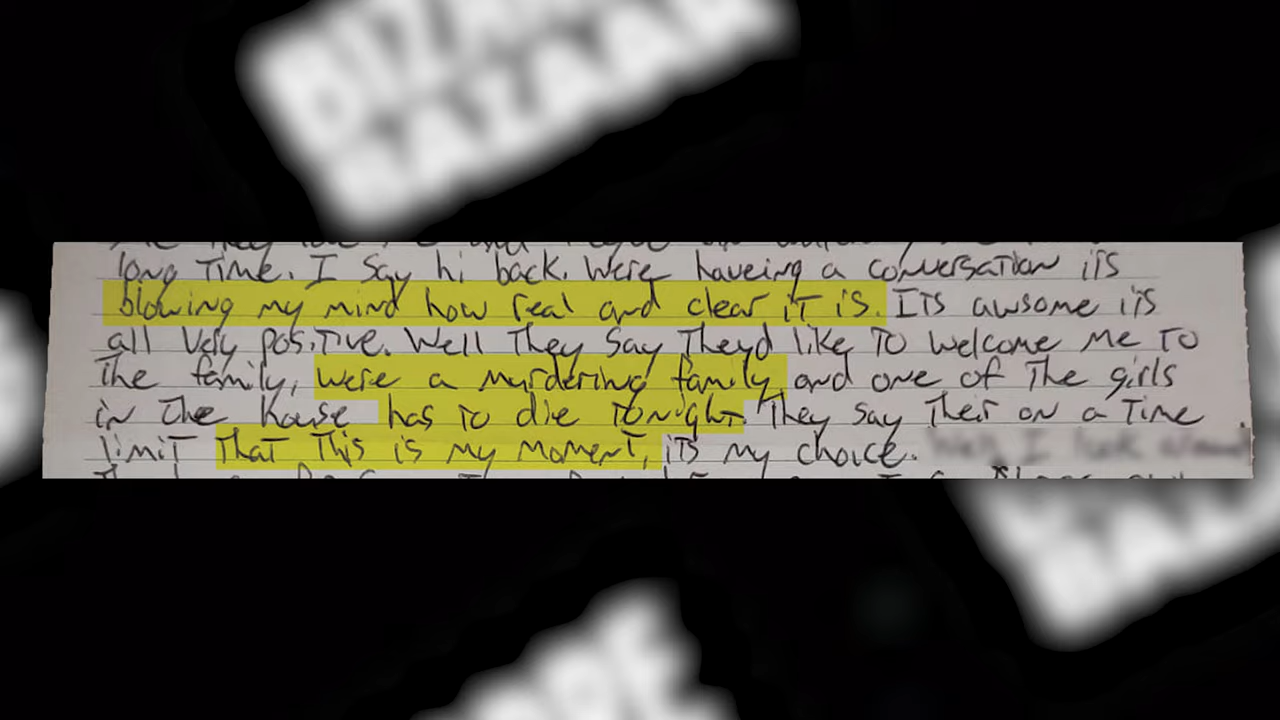 long Time. I Say hi back. Were haveing a conversation it's
blowing my mind how real and clear iT is. ITs awsome it's
all Very posiTive. Well They Say Theyd like To welcome me To
The family, were a murdering family, and one of The girls
in The house has To die Tonight. They say Their on a Time
limiT ThaT This is my momenT, iTs my choice.